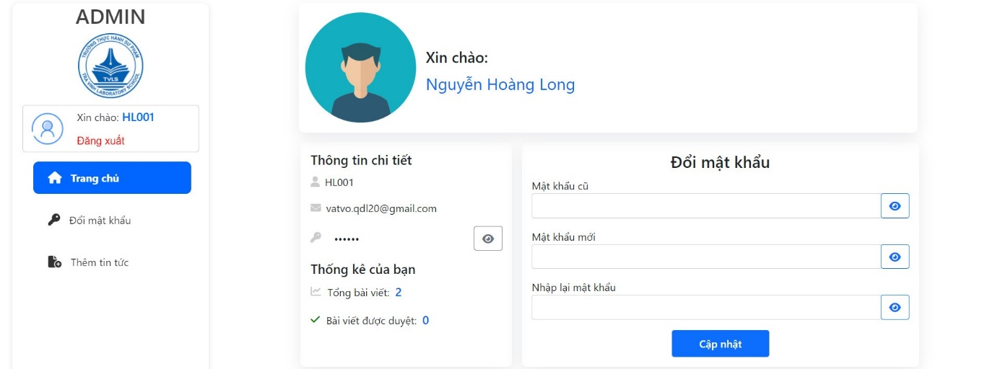 ADMIN
TRƯỜNG THỰC HÀNH SƯ PHẠM
TVLS
TRA VINH LABORATORY SCHOOL
Xin chào: HL001
Đăng xuất
Trang chủ
Đổi mật khẩu
Thêm tin tức
Xin chào:
Nguyễn Hoàng Long
Thông tin chi tiết
HL001
vatvo.qdl20@gmail.com
••••••
Thống kê của bạn
Tổng bài viết: 2
Bài viết được duyệt: 0
Đổi mật khẩu
Mật khẩu cũ
Mật khẩu mới
Nhập lại mật khẩu
Cập nhật